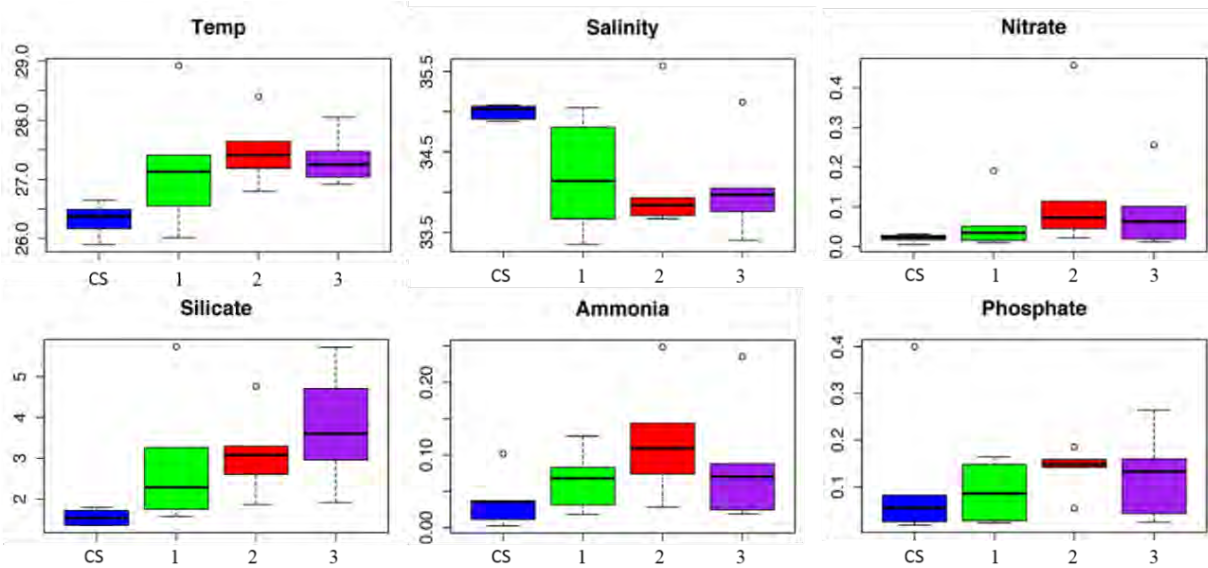 Temp
29.0
28.0
27.0
26.0
CS 1 2 3
Salinity
35.5
34.5
33.5
CS 1 2 3
Nitrate
0.4
0.3
0.2
0.1
0.0
CS 1 2 3
Silicate
5
4
3
2
CS 1 2 3
Ammonia
0.20
0.10
0.00
CS 1 2 3
Phosphate
0.4
0.3
0.2
0.1
CS 1 2 3